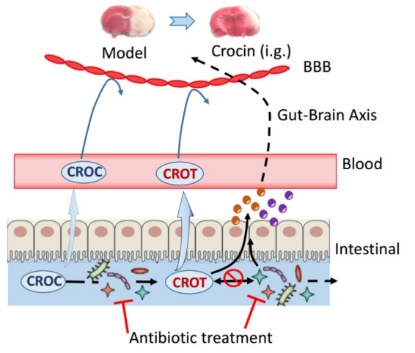 Model
Crocin (i.g.)
BBB
Gut-Brain Axis
Blood
CROC
CROT
Intestinal
CROC
CROT
Antibiotic treatment